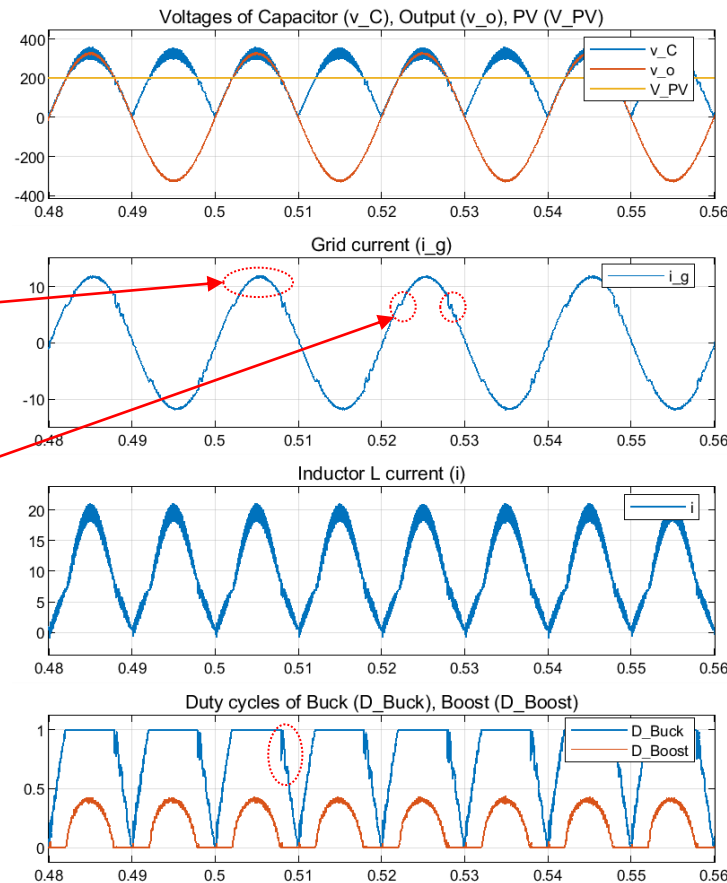 Voltages of Capacitor (v_C), Output (v_o), PV (V_PV)
400
200
0
-200
-400
v_C
v_o
V_PV
0.48 0.49 0.5 0.51 0.52 0.53 0.54 0.55 0.56
Grid current (i_g)
10
0
-10
i_g
0.48 0.49 0.5 0.51 0.52 0.53 0.54 0.55 0.56
Inductor L current (i)
20
15
10
5
0
i
0.48 0.49 0.5 0.51 0.52 0.53 0.54 0.55 0.56
Duty cycles of Buck (D_Buck), Boost (D_Boost)
1
0.5
0
D_Buck
D_Boost
0.48 0.49 0.5 0.51 0.52 0.53 0.54 0.55 0.56